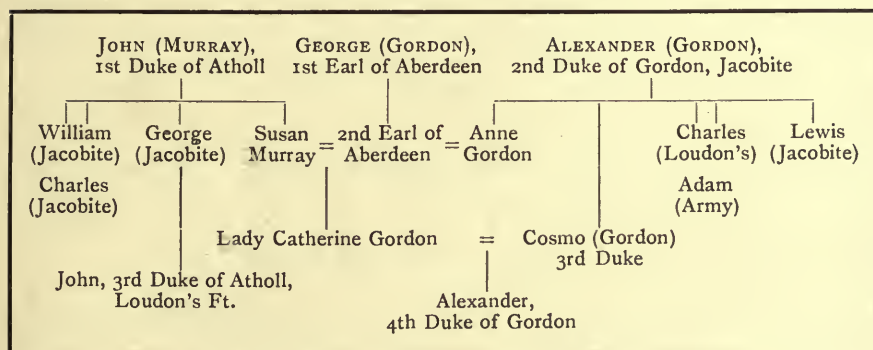 JOHN (MURRAY), GEORGE (GORDON), ALEXANDER (GORDON),
1st Duke of Atholl 1st Earl of Aberdeen 2nd Duke of Gordon, Jacobite
William George Susan = 2nd Earl of = Anne Charles Lewis
(Jacobite) (Jacobite) Murray Aberdeen Gordon (Loudon's) (Jacobite)
Charles Adam
(Jacobite) (Army)
Lady Catherine Gordon = Cosmo (Gordon)
3rd Duke
John, 3rd Duke of Atholl,
Loudon's Ft.
Alexander,
4th Duke of Gordon